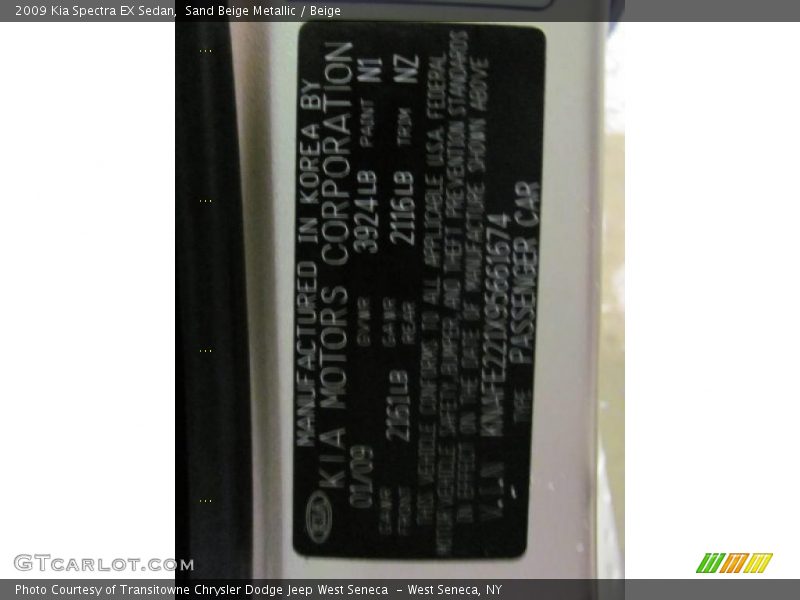 2009 Kia Spectra EX Sedan, Sand Beige Metallic / Beige
MANUFACTURED IN KOREA BY
KIA MOTORS CORPORATION
01/09 GVWR 3924LB PAINT N1
GAWR FRONT 2161LB GAWR REAR 2116LB TRIM NZ
THIS VEHICLE CONFORMS TO ALL APPLICABLE U.S.A. FEDERAL
MOTOR VEHICLE SAFETY, BUMPER, AND THEFT PREVENTION STANDARDS
IN EFFECT ON THE DATE OF MANUFACTURE SHOWN ABOVE
V.I.N KNAFE221X95661674
TYPE PASSENGER CAR
KIA
GTCARLOT.COM
Photo Courtesy of Transitowne Chrysler Dodge Jeep West Seneca - West Seneca, NY